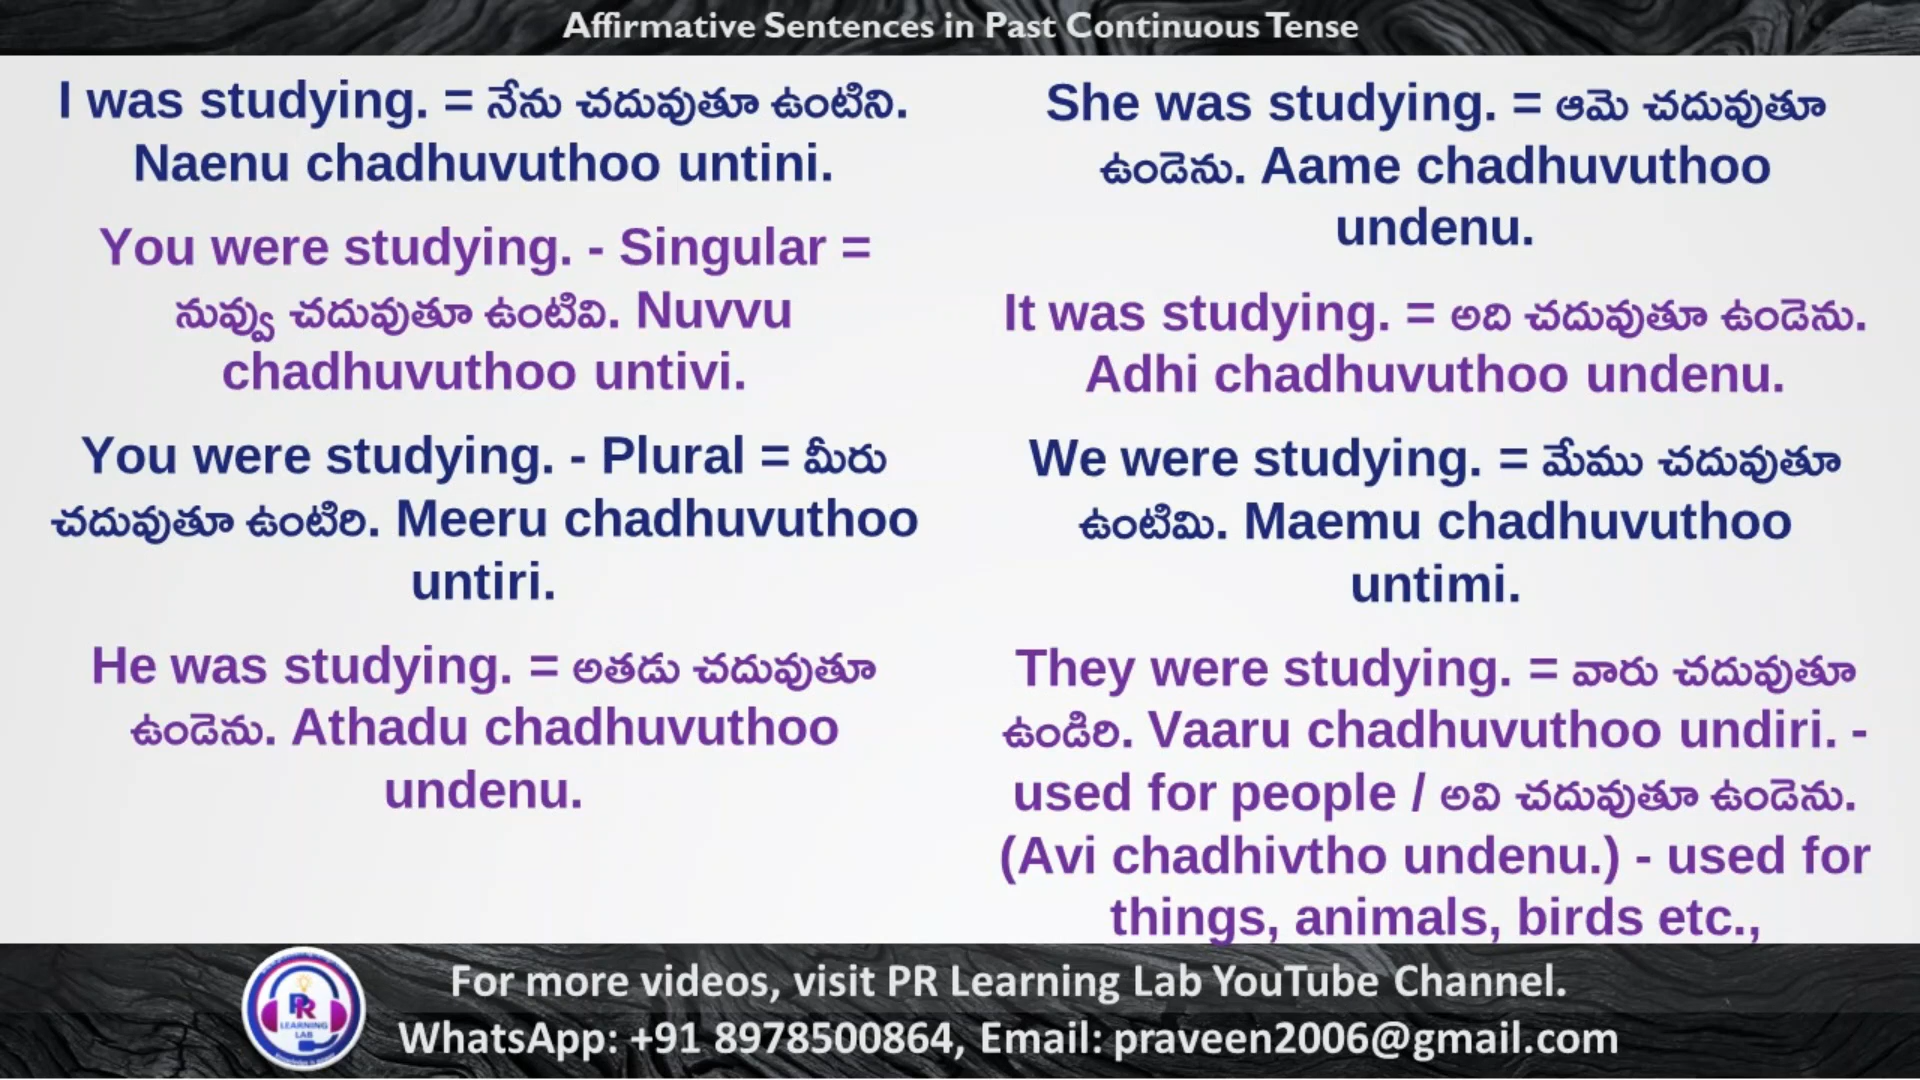 Affirmative Sentences in Past Continuous Tense
I was studying. = నేను చదువుతూ ఉంటిని.
Naenu chadhuvuthoo untini.
You were studying. - Singular =
నువ్వు చదువుతూ ఉంటివి. Nuvvu
chadhuvuthoo untivi.
You were studying. - Plural = మీరు
చదువుతూ ఉంటిరి. Meeru chadhuvuthoo
untiri.
He was studying. = అతడు చదువుతూ
ఉండెను. Athadu chadhuvuthoo
undenu.
She was studying. = ఆమె చదువుతూ
ఉండెను. Aame chadhuvuthoo
undenu.
It was studying. = అది చదువుతూ ఉండెను.
Adhi chadhuvuthoo undenu.
We were studying. = మేము చదువుతూ
ఉంటిమి. Maemu chadhuvuthoo
untimi.
They were studying. = వారు చదువుతూ
ఉండిరి. Vaaru chadhuvuthoo undiri. -
used for people / అవి చదువుతూ ఉండెను.
(Avi chadhivtho undenu.) - used for
things, animals, birds etc.,
PR
LEARNING
LAB
For more videos, visit PR Learning Lab YouTube Channel.
WhatsApp: +91 8978500864, Email: praveen2006@gmail.com